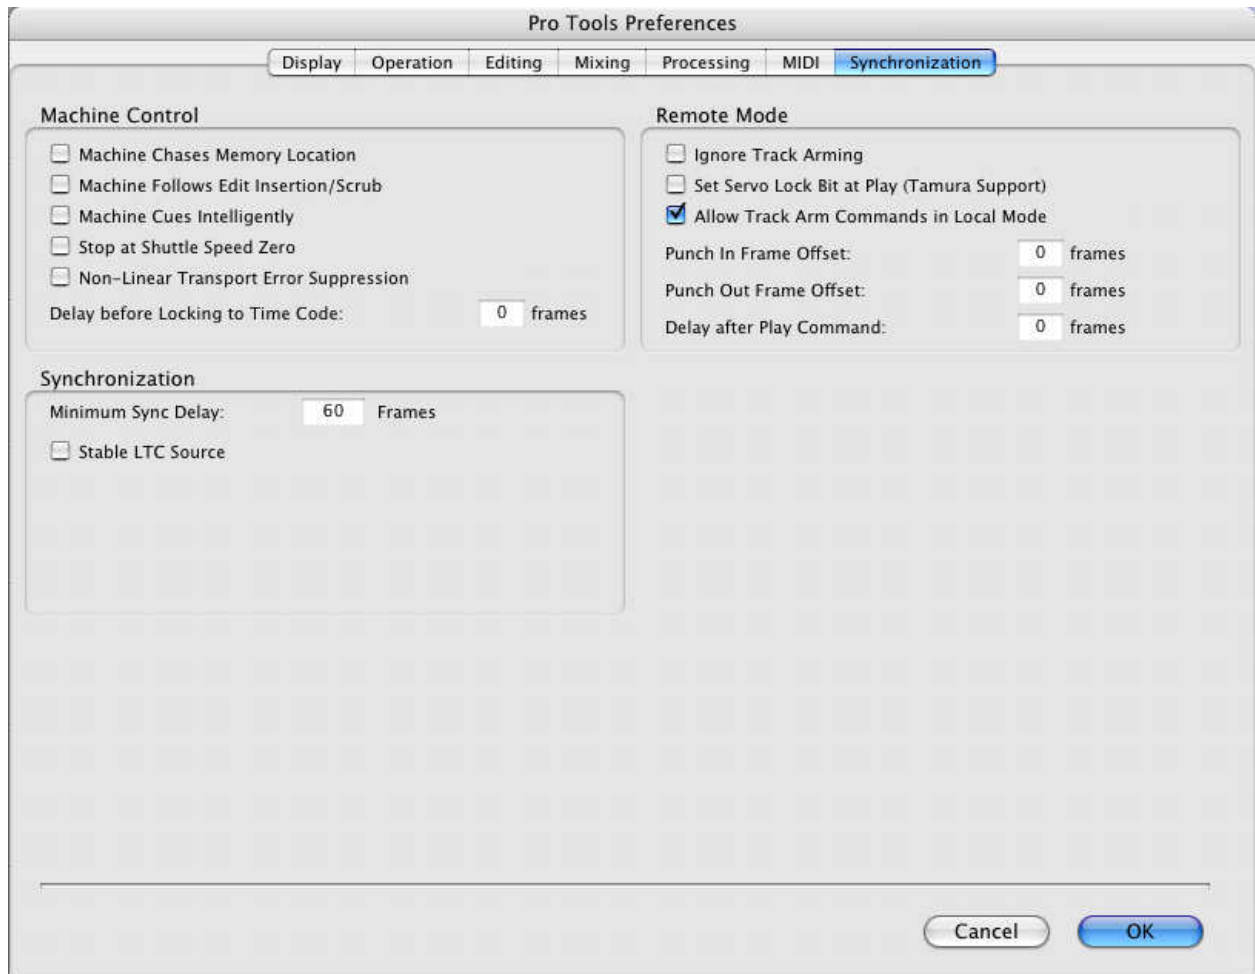 Pro Tools Preferences
Display Operation Editing Mixing Processing MIDI Synchronization
Machine Control
Machine Chases Memory Location
Machine Follows Edit Insertion/Scrub
Machine Cues Intelligently
Stop at Shuttle Speed Zero
Non-Linear Transport Error Suppression
Delay before Locking to Time Code: 0 frames
Remote Mode
Ignore Track Arming
Set Servo Lock Bit at Play (Tamura Support)
Allow Track Arm Commands in Local Mode
Punch In Frame Offset: 0 frames
Punch Out Frame Offset: 0 frames
Delay after Play Command: 0 frames
Synchronization
Minimum Sync Delay: 60 Frames
Stable LTC Source
Cancel OK